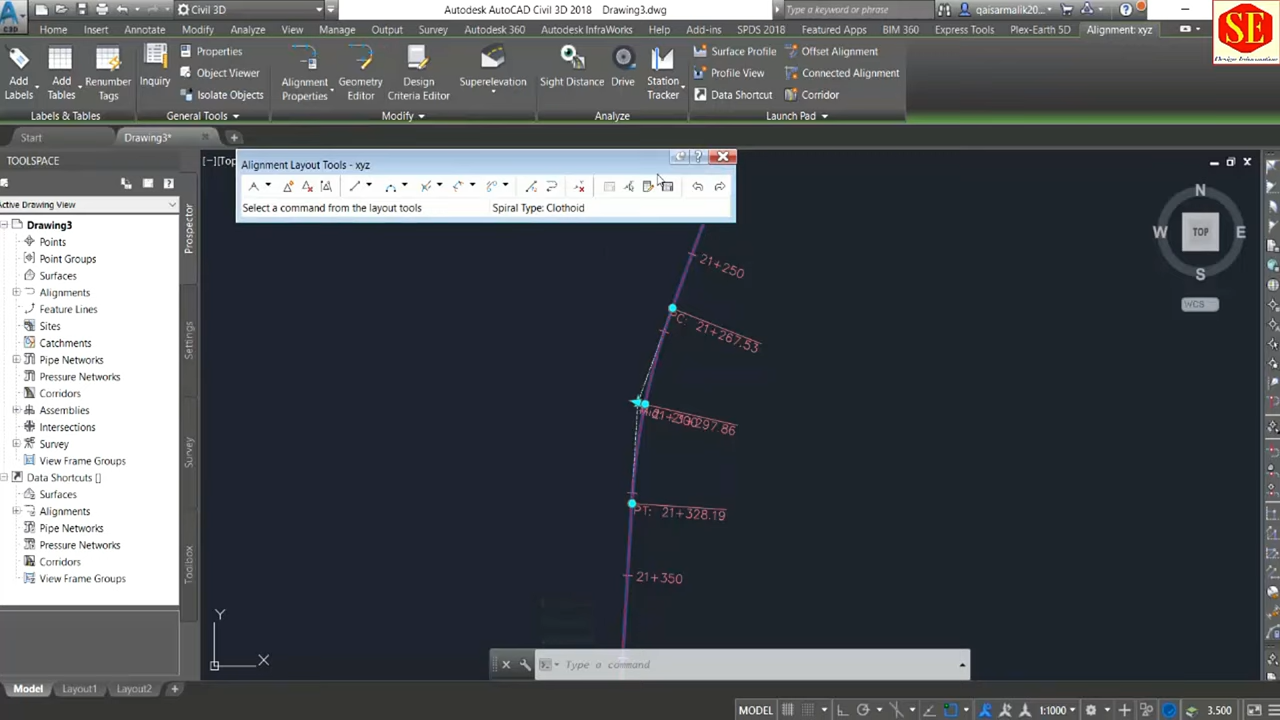 Civil 3D
Autodesk AutoCAD Civil 3D 2018 Drawing3.dwg
Type a keyword or phrase
qaisarmalik20...
SE
Home Insert Annotate Modify Analyze View Manage Output Survey Autodesk 360 Autodesk InfraWorks Help Add-ins SPDS 2018 Featured Apps BIM 360 Express Tools Plex-Earth 5D Alignment: xyz
Add Labels
Add Tables
Renumber Tags
Inquiry
Properties
Object Viewer
Isolate Objects
Alignment Properties
Geometry Editor
Design Criteria Editor
Superelevation
Sight Distance
Drive
Station Tracker
Surface Profile
Profile View
Data Shortcut
Offset Alignment
Connected Alignment
Corridor
Labels & Tables General Tools Modify Analyze Launch Pad
Start Drawing3*
TOOLSPACE
Active Drawing View
Drawing3
Points
Point Groups
Surfaces
Alignments
Feature Lines
Sites
Catchments
Pipe Networks
Pressure Networks
Corridors
Assemblies
Intersections
Survey
View Frame Groups
Data Shortcuts []
Surfaces
Alignments
Pipe Networks
Pressure Networks
Corridors
View Frame Groups
Prospector
Settings
Survey
Toolbox
[−][Top
Alignment Layout Tools - xyz
Select a command from the layout tools Spiral Type: Clothoid
N
W TOP E
S
WCS
21+250
PC: 21+267.53
PT: 21+328.19
21+350
Y
X
Type a command
Model Layout1 Layout2
MODEL 1:1000 3.500